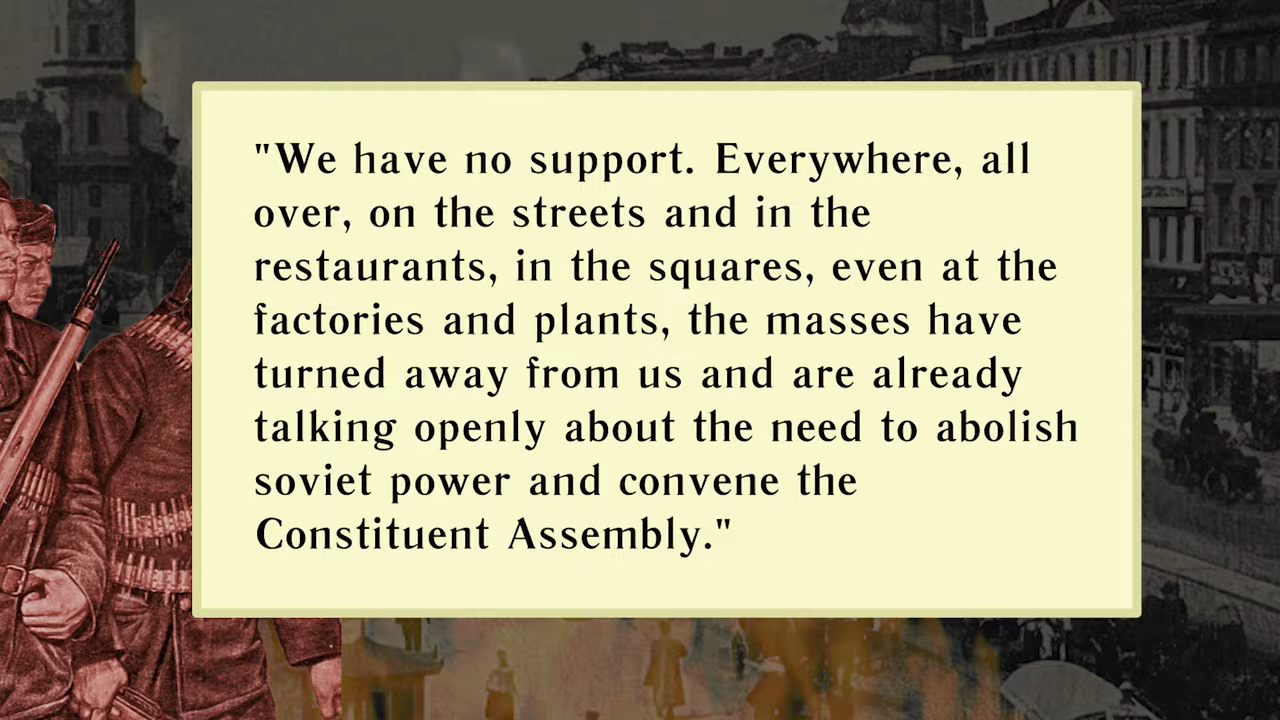 "We have no support. Everywhere, all
over, on the streets and in the
restaurants, in the squares, even at the
factories and plants, the masses have
turned away from us and are already
talking openly about the need to abolish
soviet power and convene the
Constituent Assembly."